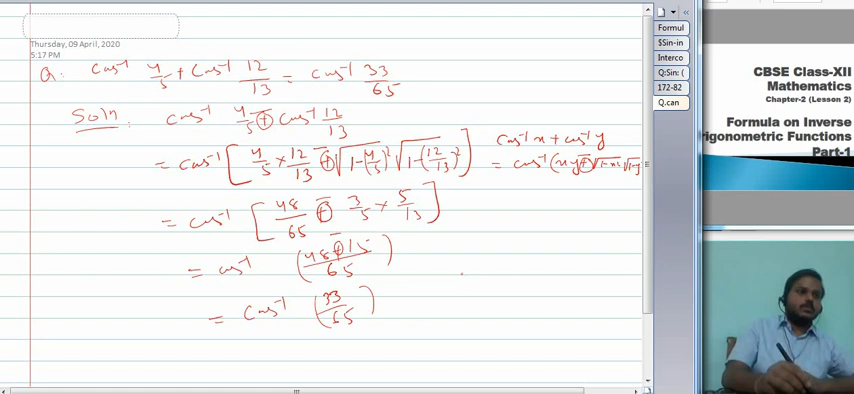 Thursday, 09 April, 2020
5:17 PM
Q: Cos⁻¹ 4/5 + Cos⁻¹ 12/13 = Cos⁻¹ 33/65
Soln: Cos⁻¹ 4/5 + Cos⁻¹ 12/13
= Cos⁻¹ [ 4/5 × 12/13 ∓ √(1-(4/5)²) √(1-(12/13)²) ]
Cos⁻¹ x + Cos⁻¹ y
= Cos⁻¹ (xy ∓ √1-x² √1-y
= Cos⁻¹ [ 48/65 ∓ 3/5 × 5/13 ]
= Cos⁻¹ ( 48 ∓ 15 / 65 )
= Cos⁻¹ ( 33/65 )
Formul
$Sin-in
Interco
Q:Sin: (
172-82
Q.can
CBSE Class-XII
Mathematics
Chapter-2 (Lesson 2)
Formula on Inverse
rigonometric Functions
Part-1